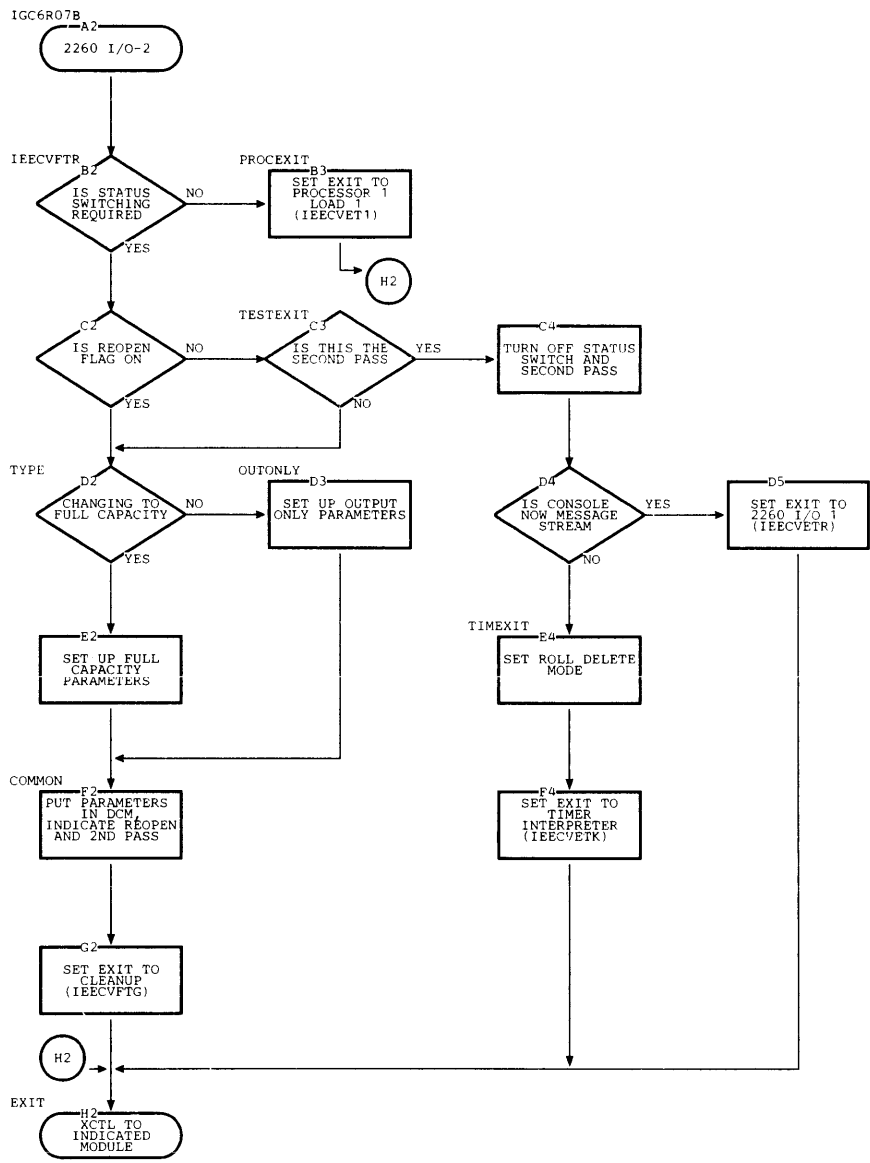 IGC6R07B
A2
2260 I/O-2
IEECVFTR
B2
IS STATUS
SWITCHING
REQUIRED
NO
YES
PROCEXIT
B3
SET EXIT TO
PROCESSOR 1
LOAD 1
(IEECVET1)
H2
C2
IS REOPEN
FLAG ON
NO
YES
TESTEXIT
C3
IS THIS THE
SECOND PASS
YES
NO
C4
TURN OFF STATUS
SWITCH AND
SECOND PASS
TYPE
D2
CHANGING TO
FULL CAPACITY
NO
YES
OUTONLY
D3
SET UP OUTPUT
ONLY PARAMETERS
D4
IS CONSOLE
NOW MESSAGE
STREAM
YES
NO
D5
SET EXIT TO
2260 I/O 1
(IEECVETR)
E2
SET UP FULL
CAPACITY
PARAMETERS
TIMEXIT
E4
SET ROLL DELETE
MODE
COMMON
F2
PUT PARAMETERS
IN DCM,
INDICATE REOPEN
AND 2ND PASS
F4
SET EXIT TO
TIMER
INTERPRETER
(IEECVETK)
G2
SET EXIT TO
CLEANUP
(IEECVFTG)
H2
EXIT
H2
XCTL TO
INDICATED
MODULE